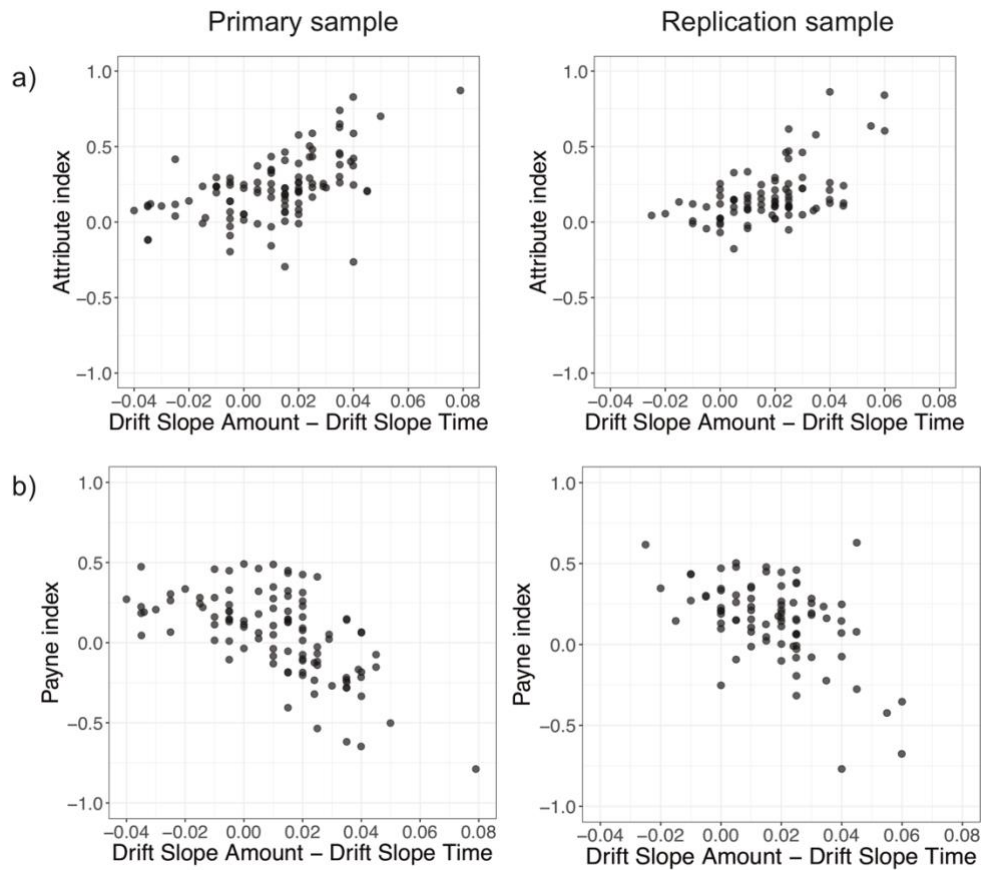 Primary sample
Replication sample
a)
Attribute index
1.0
0.5
0.0
−0.5
−1.0
−0.04 −0.02 0.00 0.02 0.04 0.06 0.08
Drift Slope Amount − Drift Slope Time
Attribute index
1.0
0.5
0.0
−0.5
−1.0
−0.04 −0.02 0.00 0.02 0.04 0.06 0.08
Drift Slope Amount − Drift Slope Time
b)
Payne index
1.0
0.5
0.0
−0.5
−1.0
−0.04 −0.02 0.00 0.02 0.04 0.06 0.08
Drift Slope Amount − Drift Slope Time
Payne index
1.0
0.5
0.0
−0.5
−1.0
−0.04 −0.02 0.00 0.02 0.04 0.06 0.08
Drift Slope Amount − Drift Slope Time